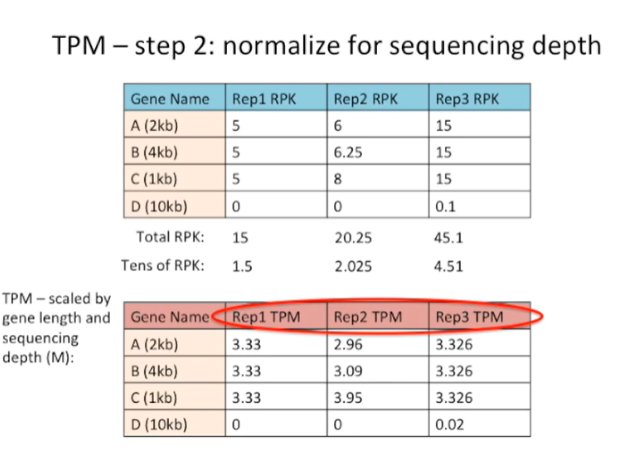 TPM – step 2: normalize for sequencing depth
Gene Name Rep1 RPK Rep2 RPK Rep3 RPK
A (2kb) 5 6 15
B (4kb) 5 6.25 15
C (1kb) 5 8 15
D (10kb) 0 0 0.1
Total RPK: 15 20.25 45.1
Tens of RPK: 1.5 2.025 4.51
TPM – scaled by
gene length and
sequencing
depth (M):
Gene Name Rep1 TPM Rep2 TPM Rep3 TPM
A (2kb) 3.33 2.96 3.326
B (4kb) 3.33 3.09 3.326
C (1kb) 3.33 3.95 3.326
D (10kb) 0 0 0.02